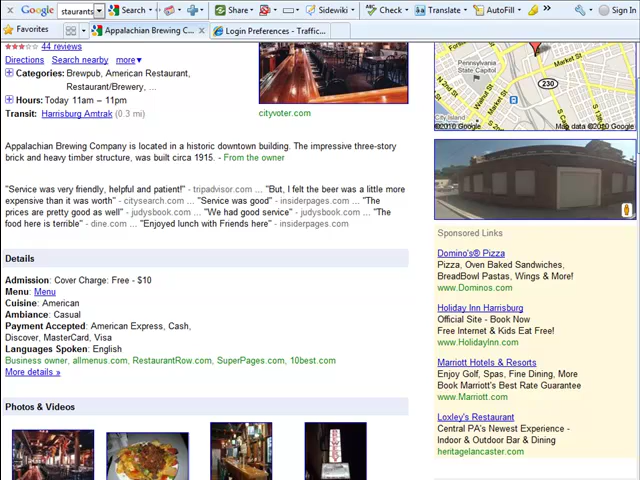 x Google staurants Search more >> Share Sidewiki Check Translate AutoFill Sign In
Favorites Appalachian Brewing C... X Login Preferences - Traffic...
44 reviews
Directions Search nearby more▼
Categories: Brewpub, American Restaurant,
Restaurant/Brewery, ...
Hours: Today 11am – 11pm
Transit: Harrisburg Amtrak (0.3 mi)
cityvoter.com
Pennsylvania
State Capitol
N 2nd St
Walnut St
Market St
Market St
230
City Island
©2010 Google Map data ©2010 Google
Appalachian Brewing Company is located in a historic downtown building. The impressive three-story
brick and heavy timber structure, was built circa 1915. - From the owner
"Service was very friendly, helpful and patient!" - tripadvisor.com ... "But, I felt the beer was a little more
expensive than it was worth" - citysearch.com ... "Service was good" - insiderpages.com ... "The
prices are pretty good as well" - judysbook.com ... "We had good service" - judysbook.com ... "The
food here is terrible" - dine.com ... "Enjoyed lunch with Friends here" - insiderpages.com
Details
Admission: Cover Charge: Free - $10
Menu: Menu
Cuisine: American
Ambiance: Casual
Payment Accepted: American Express, Cash,
Discover, MasterCard, Visa
Languages Spoken: English
Business owner, allmenus.com, RestaurantRow.com, SuperPages.com, 10best.com
More details »
Photos & Videos
Sponsored Links
Domino's® Pizza
Pizza, Oven Baked Sandwiches,
BreadBowl Pastas, Wings & More!
www.Dominos.com
Holiday Inn Harrisburg
Official Site - Book Now
Free Internet & Kids Eat Free!
www.HolidayInn.com
Marriott Hotels & Resorts
Enjoy Golf, Spas, Fine Dining, More
Book Marriott's Best Rate Guarantee
www.Marriott.com
Loxley's Restaurant
Central PA's Newest Experience -
Indoor & Outdoor Bar & Dining
heritagelancaster.com